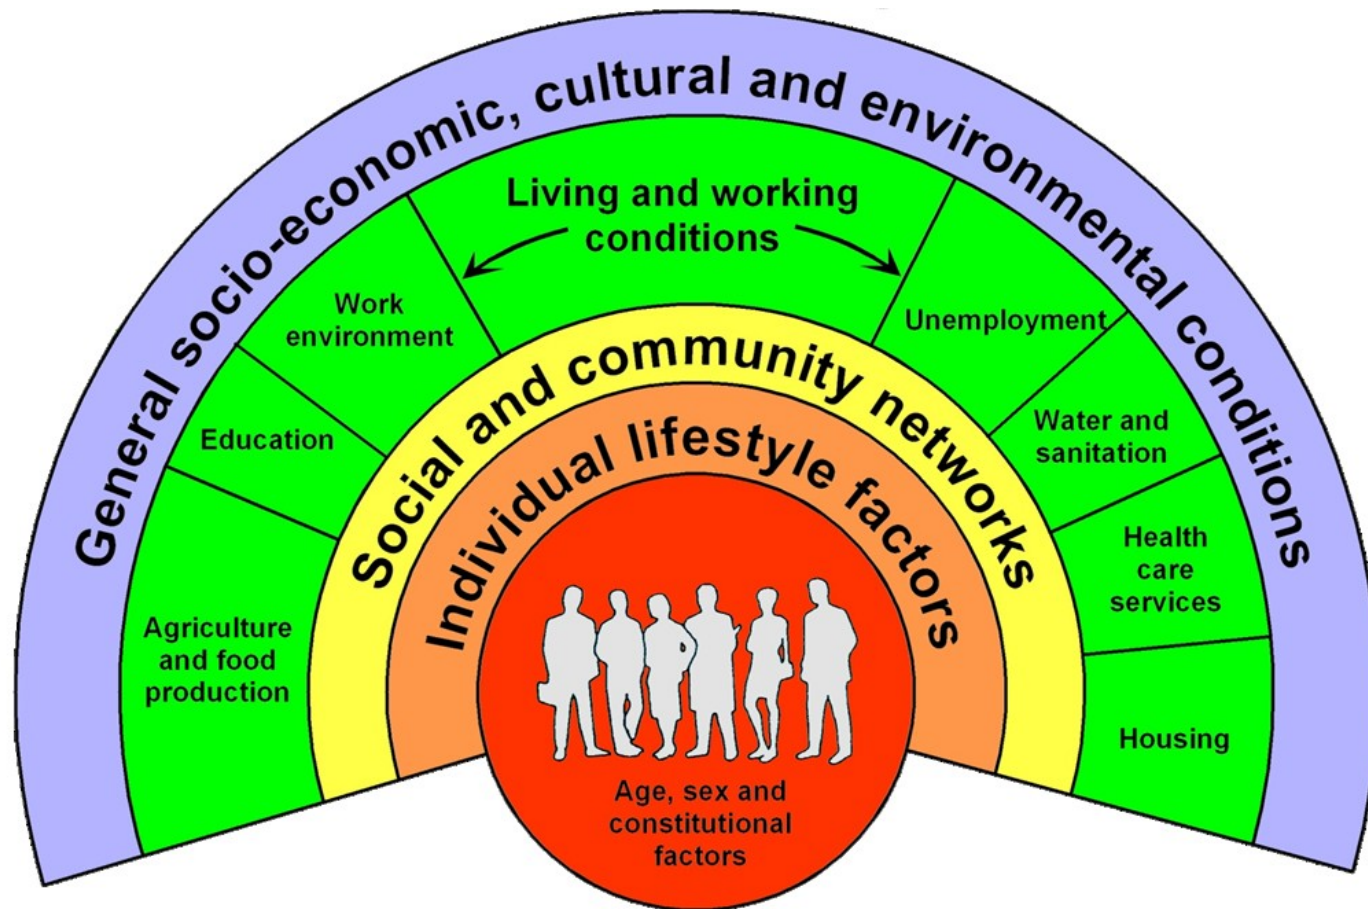 General socio-economic, cultural and environmental conditions
Living and working
conditions
Work
environment
Unemployment
Education
Water and
sanitation
Agriculture
and food
production
Health
care
services
Housing
Social and community networks
Individual lifestyle factors
Age, sex and
constitutional
factors